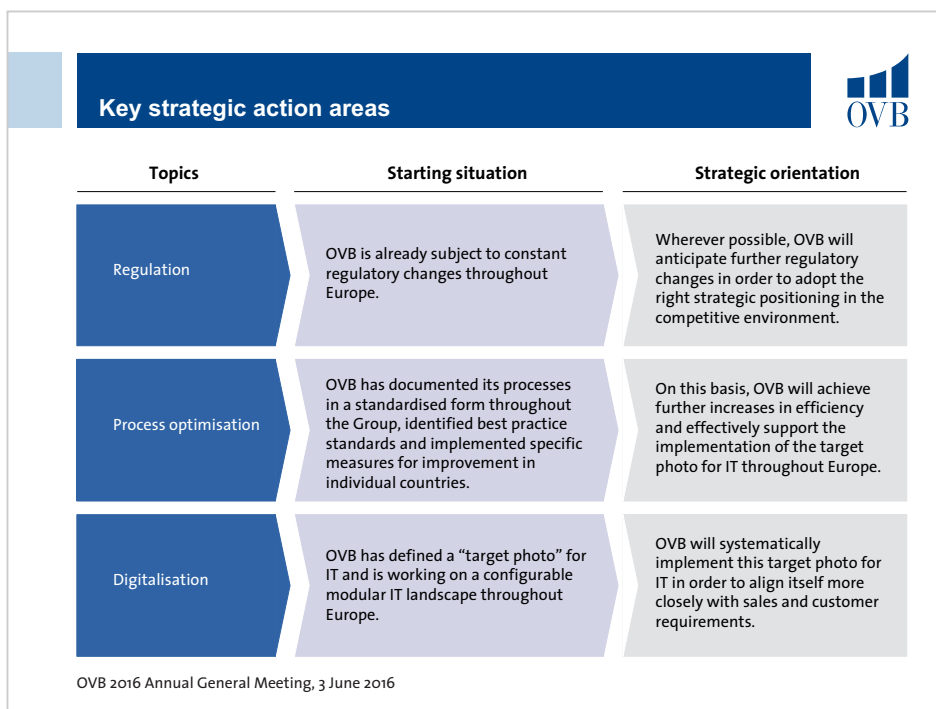 Key strategic action areas
OVB
Topics
Starting situation
Strategic orientation
Regulation
OVB is already subject to constant
regulatory changes throughout
Europe.
Wherever possible, OVB will
anticipate further regulatory
changes in order to adopt the
right strategic positioning in the
competitive environment.
Process optimisation
OVB has documented its processes
in a standardised form throughout
the Group, identified best practice
standards and implemented specific
measures for improvement in
individual countries.
On this basis, OVB will achieve
further increases in efficiency
and effectively support the
implementation of the target
photo for IT throughout Europe.
Digitalisation
OVB has defined a “target photo” for
IT and is working on a configurable
modular IT landscape throughout
Europe.
OVB will systematically
implement this target photo for
IT in order to align itself more
closely with sales and customer
requirements.
OVB 2016 Annual General Meeting, 3 June 2016